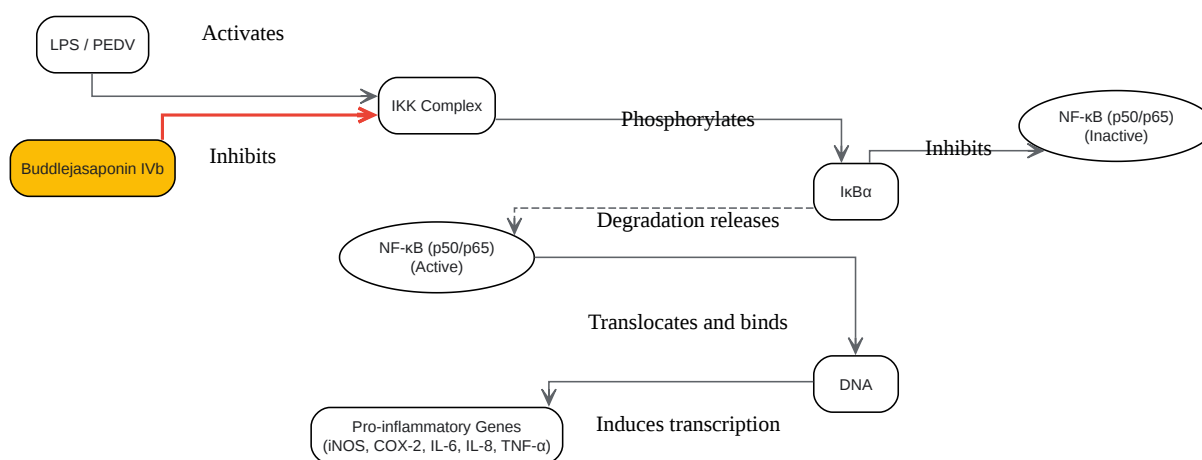 LPS / PEDV
Activates
IKK Complex
Phosphorylates
NF-κB (p50/p65)
(Inactive)
Buddlejasaponin IVb
Inhibits
Inhibits
IκBα
Degradation releases
NF-κB (p50/p65)
(Active)
Translocates and binds
DNA
Pro-inflammatory Genes
(iNOS, COX-2, IL-6, IL-8, TNF-α)
Induces transcription